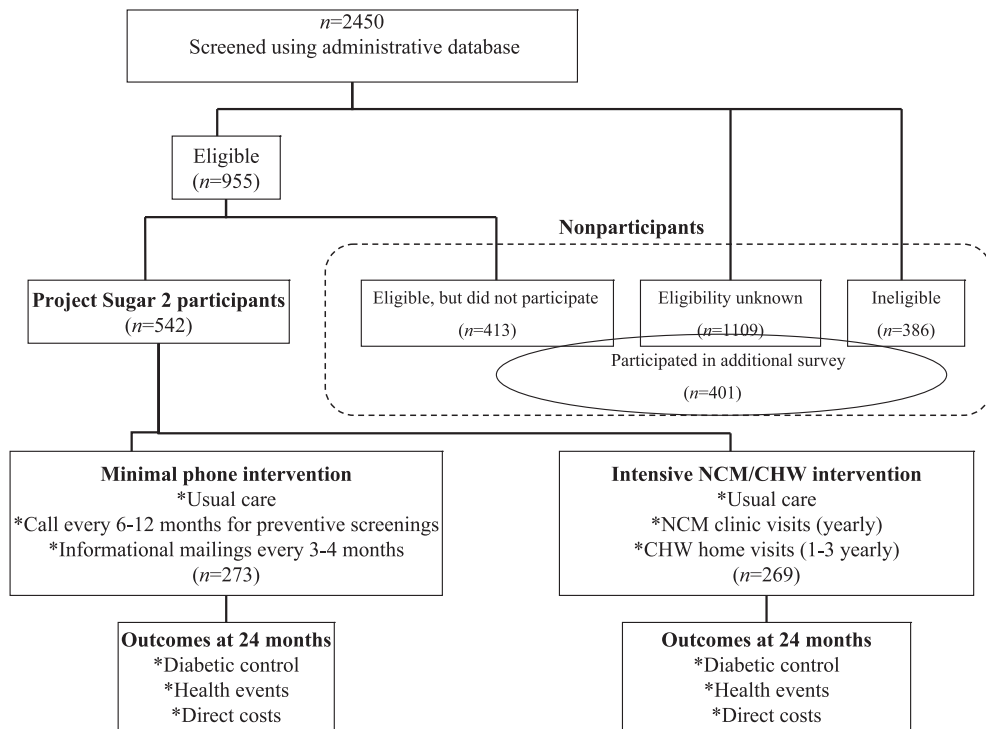 n=2450
Screened using administrative database
Eligible
(n=955)
Nonparticipants
Project Sugar 2 participants
(n=542)
Eligible, but did not participate
(n=413)
Eligibility unknown
(n=1109)
Ineligible
(n=386)
Participated in additional survey
(n=401)
Minimal phone intervention
*Usual care
*Call every 6-12 months for preventive screenings
*Informational mailings every 3-4 months
(n=273)
Intensive NCM/CHW intervention
*Usual care
*NCM clinic visits (yearly)
*CHW home visits (1-3 yearly)
(n=269)
Outcomes at 24 months
*Diabetic control
*Health events
*Direct costs
Outcomes at 24 months
*Diabetic control
*Health events
*Direct costs